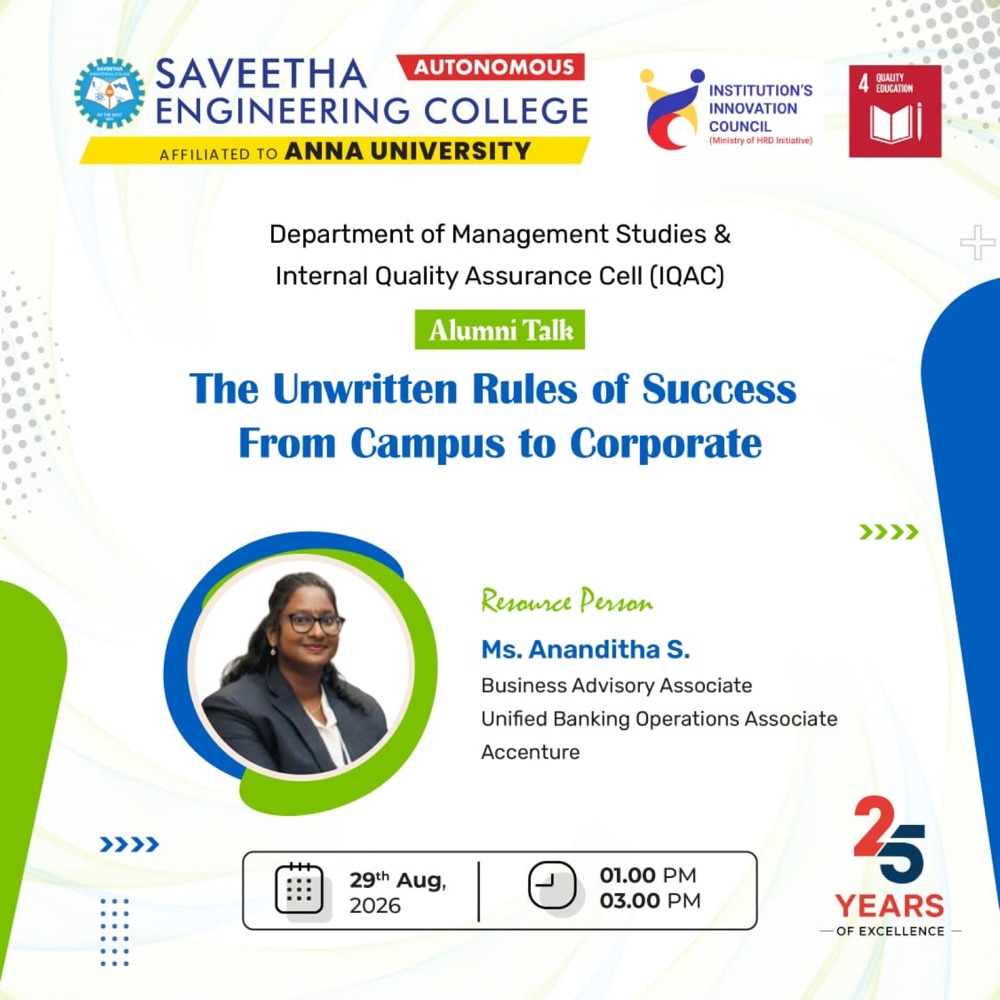 SAVEETHA
ENGINEERING COLLEGE
AUTONOMOUS
AFFILIATED TO ANNA UNIVERSITY
SAVEETHA
ENGINEERING COLLEGE
INSTITUTION'S
INNOVATION
COUNCIL
(Ministry of HRD Initiative)
4 QUALITY
EDUCATION
Department of Management Studies &
Internal Quality Assurance Cell (IQAC)
Alumni Talk
The Unwritten Rules of Success
From Campus to Corporate
Resource Person
Ms. Ananditha S.
Business Advisory Associate
Unified Banking Operations Associate
Accenture
29th Aug,
2026
01.00 PM
03.00 PM
25
YEARS
OF EXCELLENCE